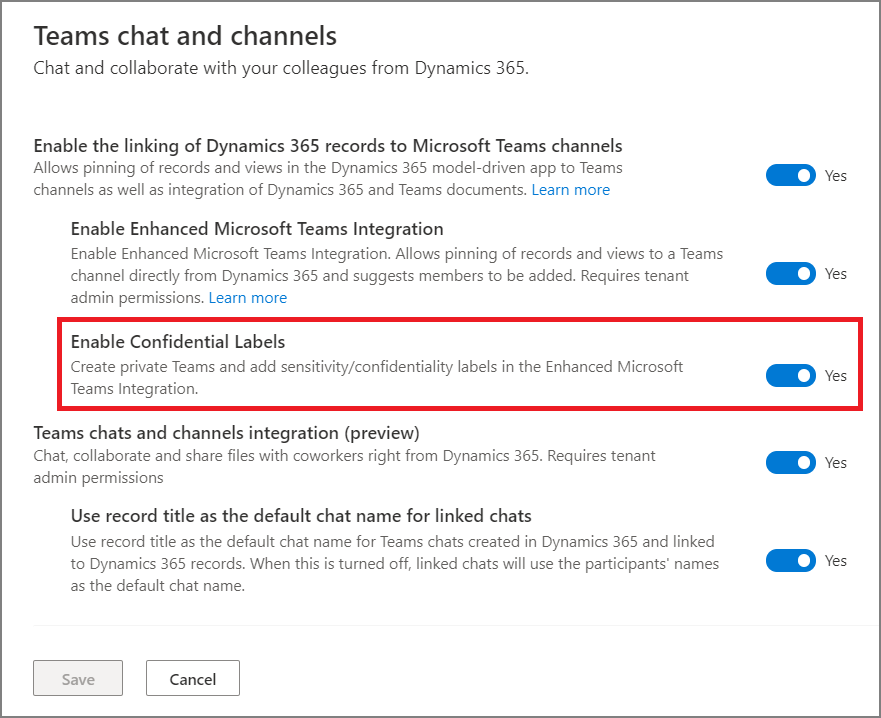 Teams chat and channels
Chat and collaborate with your colleagues from Dynamics 365.
Enable the linking of Dynamics 365 records to Microsoft Teams channels
Allows pinning of records and views in the Dynamics 365 model-driven app to Teams
channels as well as integration of Dynamics 365 and Teams documents. Learn more
Yes
Enable Enhanced Microsoft Teams Integration
Enable Enhanced Microsoft Teams Integration. Allows pinning of records and views to a Teams
channel directly from Dynamics 365 and suggests members to be added. Requires tenant
admin permissions. Learn more
Yes
Enable Confidential Labels
Create private Teams and add sensitivity/confidentiality labels in the Enhanced Microsoft
Teams Integration.
Yes
Teams chats and channels integration (preview)
Chat, collaborate and share files with coworkers right from Dynamics 365. Requires tenant
admin permissions
Yes
Use record title as the default chat name for linked chats
Use record title as the default chat name for Teams chats created in Dynamics 365 and linked
to Dynamics 365 records. When this is turned off, linked chats will use the participants' names
as the default chat name.
Yes
Save
Cancel